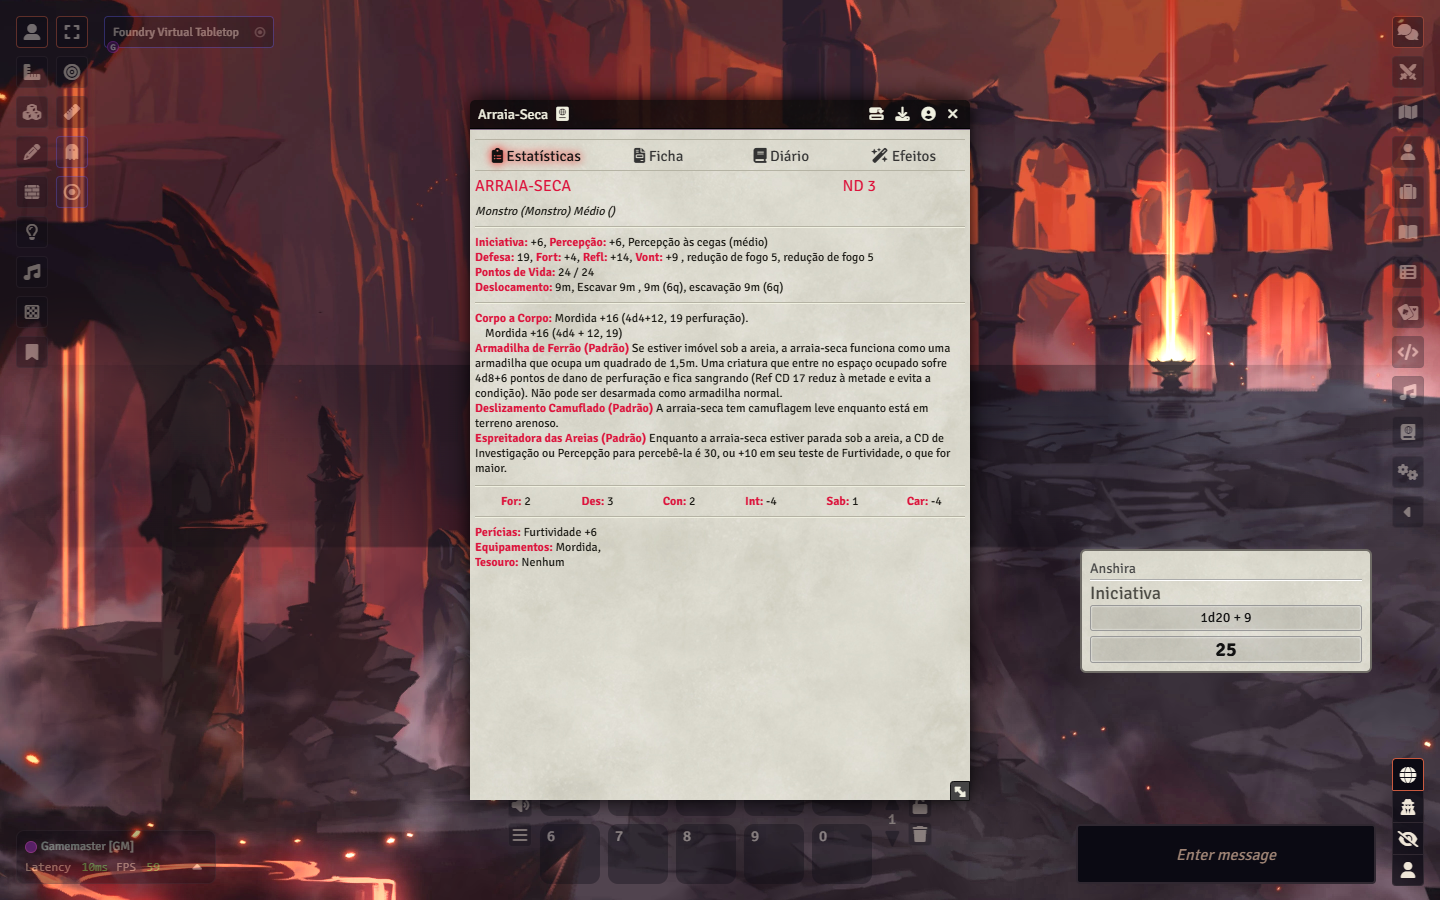 Foundry Virtual Tabletop
G
Arraia-Seca
Estatísticas
Ficha
Diário
Efeitos
ARRAIA-SECA
ND 3
Monstro (Monstro) Médio ()
Iniciativa: +6, Percepção: +6, Percepção às cegas (médio)
Defesa: 19, Fort: +4, Refl: +14, Vont: +9 , redução de fogo 5, redução de fogo 5
Pontos de Vida: 24 / 24
Deslocamento: 9m, Escavar 9m , 9m (6q), escavação 9m (6q)
Corpo a Corpo: Mordida +16 (4d4+12, 19 perfuração).
Mordida +16 (4d4 + 12, 19)
Armadilha de Ferrão (Padrão) Se estiver imóvel sob a areia, a arraia-seca funciona como uma
armadilha que ocupa um quadrado de 1,5m. Uma criatura que entre no espaço ocupado sofre
4d8+6 pontos de dano de perfuração e fica sangrando (Ref CD 17 reduz à metade e evita a
condição). Não pode ser desarmada como armadilha normal.
Deslizamento Camuflado (Padrão) A arraia-seca tem camuflagem leve enquanto está em
terreno arenoso.
Espreitadora das Areias (Padrão) Enquanto a arraia-seca estiver parada sob a areia, a CD de
Investigação ou Percepção para percebê-la é 30, ou +10 em seu teste de Furtividade, o que for
maior.
For: 2
Des: 3
Con: 2
Int: -4
Sab: 1
Car: -4
Perícias: Furtividade +6
Equipamentos: Mordida,
Tesouro: Nenhum
Anshira
Iniciativa
1d20 + 9
25
1
6
7
8
9
0
Gamemaster [GM]
Latency 10ms FPS 59
Enter message